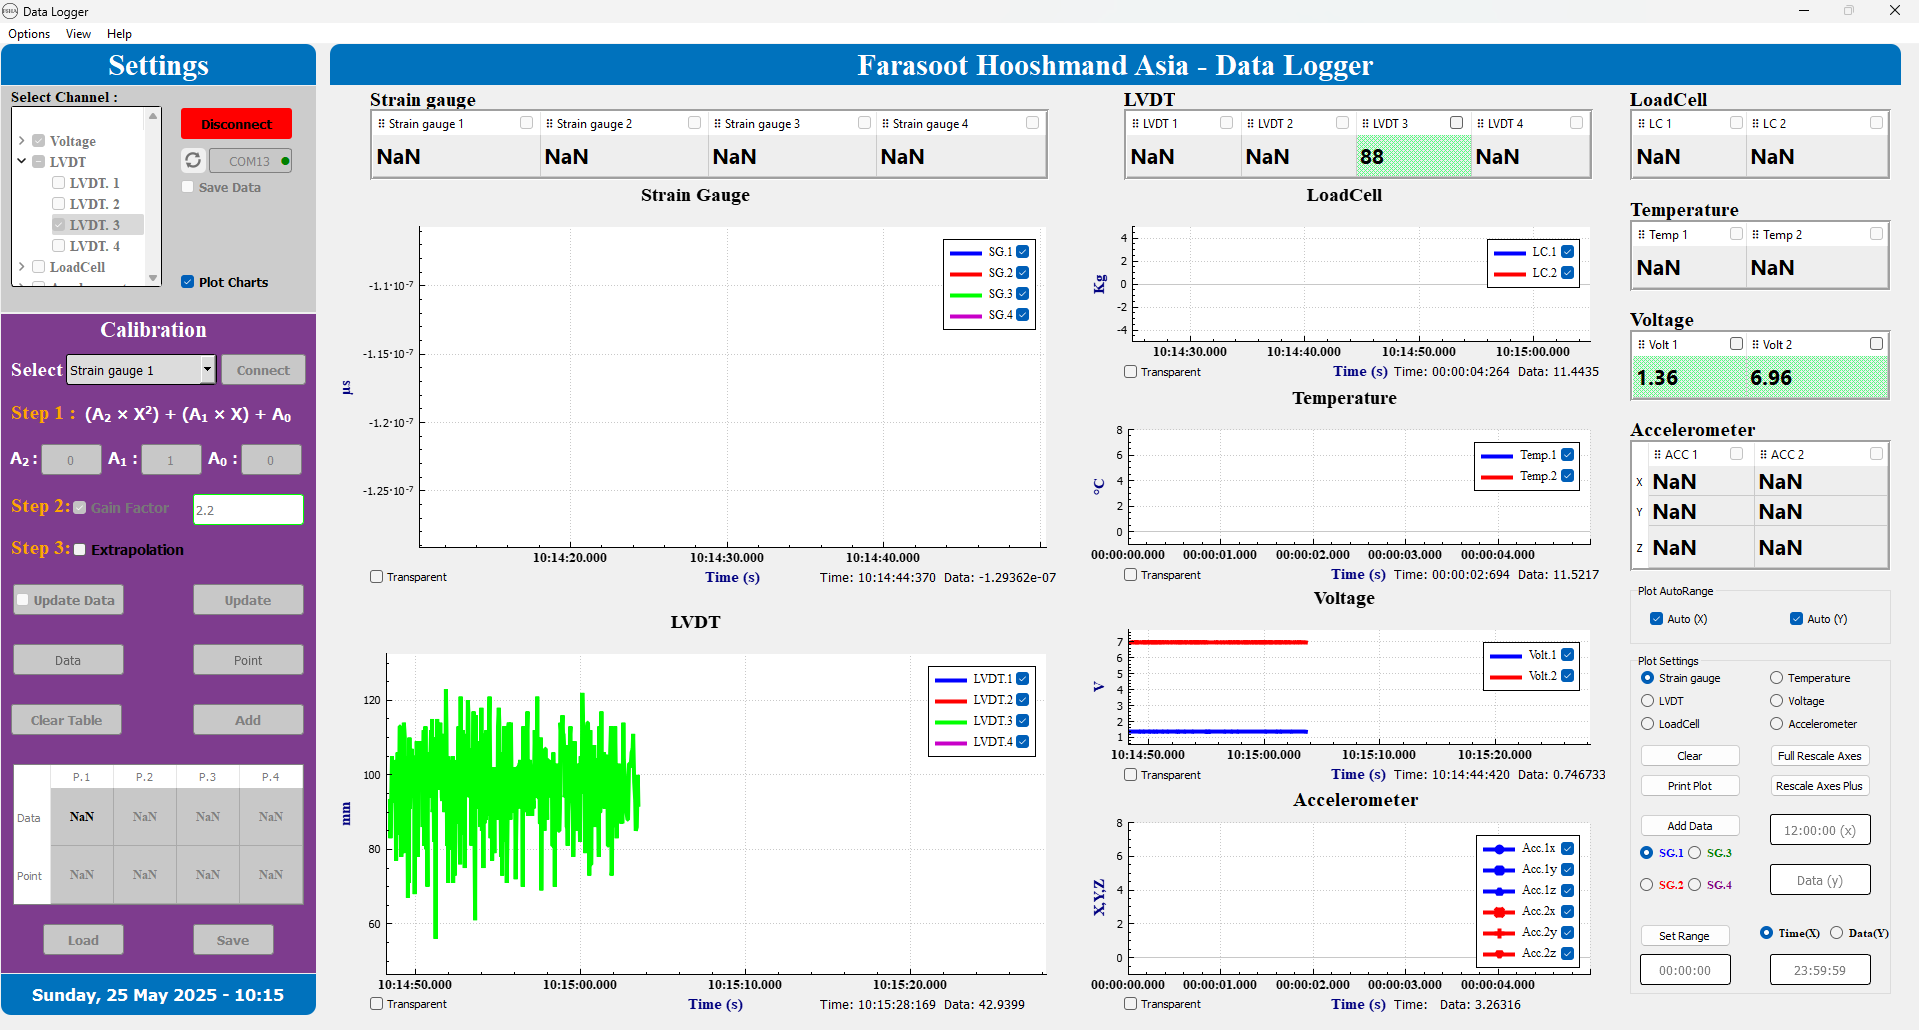 Data Logger
Options View Help
Settings
Select Channel :
Voltage
LVDT
LVDT. 1
LVDT. 2
LVDT. 3
LVDT. 4
LoadCell
Disconnect
COM13
Save Data
Plot Charts
Calibration
Select Strain gauge 1 Connect
Step 1 : (A₂ × X²) + (A₁ × X) + A₀
A₂ : 0 A₁ : 1 A₀ : 0
Step 2: Gain Factor 2.2
Step 3: Extrapolation
Update Data Update
Data Point
Clear Table Add
P.1 P.2 P.3 P.4
Data NaN NaN NaN NaN
Point NaN NaN NaN NaN
Load Save
Sunday, 25 May 2025 - 10:15
Farasoot Hooshmand Asia - Data Logger
Strain gauge
Strain gauge 1 Strain gauge 2 Strain gauge 3 Strain gauge 4
NaN NaN NaN NaN
Strain Gauge
SG.1
SG.2
SG.3
SG.4
-1.1·10⁻⁷
-1.15·10⁻⁷
-1.2·10⁻⁷
-1.25·10⁻⁷
µs
10:14:20.000 10:14:30.000 10:14:40.000
Transparent Time (s) Time: 10:14:44:370 Data: -1.29362e-07
LVDT
LVDT.1
LVDT.2
LVDT.3
LVDT.4
120
100
80
60
mm
10:14:50.000 10:15:00.000 10:15:10.000 10:15:20.000
Transparent Time (s) Time: 10:15:28:169 Data: 42.9399
LVDT
LVDT 1 LVDT 2 LVDT 3 LVDT 4
NaN NaN 88 NaN
LoadCell
LC.1
LC.2
4
2
0
-2
-4
Kg
10:14:30.000 10:14:40.000 10:14:50.000 10:15:00.000
Transparent Time (s) Time: 00:00:04:264 Data: 11.4435
Temperature
Temp.1
Temp.2
8
6
4
2
0
°C
00:00:00.000 00:00:01.000 00:00:02.000 00:00:03.000 00:00:04.000
Transparent Time (s) Time: 00:00:02:694 Data: 11.5217
Voltage
Volt.1
Volt.2
7
6
5
4
3
2
1
V
10:14:50.000 10:15:00.000 10:15:10.000 10:15:20.000
Transparent Time (s) Time: 10:14:44:420 Data: 0.746733
Accelerometer
Acc.1x
Acc.1y
Acc.1z
Acc.2x
Acc.2y
Acc.2z
8
6
4
2
0
X,Y,Z
00:00:00.000 00:00:01.000 00:00:02.000 00:00:03.000 00:00:04.000
Transparent Time (s) Time: Data: 3.26316
LoadCell
LC 1 LC 2
NaN NaN
Temperature
Temp 1 Temp 2
NaN NaN
Voltage
Volt 1 Volt 2
1.36 6.96
Accelerometer
ACC 1 ACC 2
X NaN NaN
Y NaN NaN
Z NaN NaN
Plot AutoRange
Auto (X) Auto (Y)
Plot Settings
Strain gauge Temperature
LVDT Voltage
LoadCell Accelerometer
Clear Full Rescale Axes
Print Plot Rescale Axes Plus
Add Data 12:00:00 (x)
SG.1 SG.3
SG.2 SG.4 Data (y)
Set Range Time(X) Data(Y)
00:00:00 23:59:59